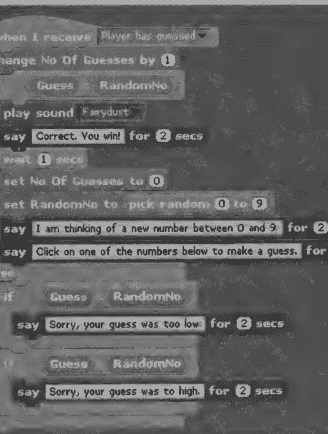 when I receive Player has guessed
change No Of Guesses by 1
Guess RandomNo
play sound Fairydust
say Correct. You win! for 2 secs
wait 1 secs
set No Of Guesses to 0
set RandomNo to pick random 0 to 9
say I am thinking of a new number between 0 and 9 for 2
say Click on one of the numbers below to make a guess. for
se
if Guess RandomNo
say Sorry, your guess was too low for 2 secs
if Guess RandomNo
say Sorry, your guess was to high. for 2 secs